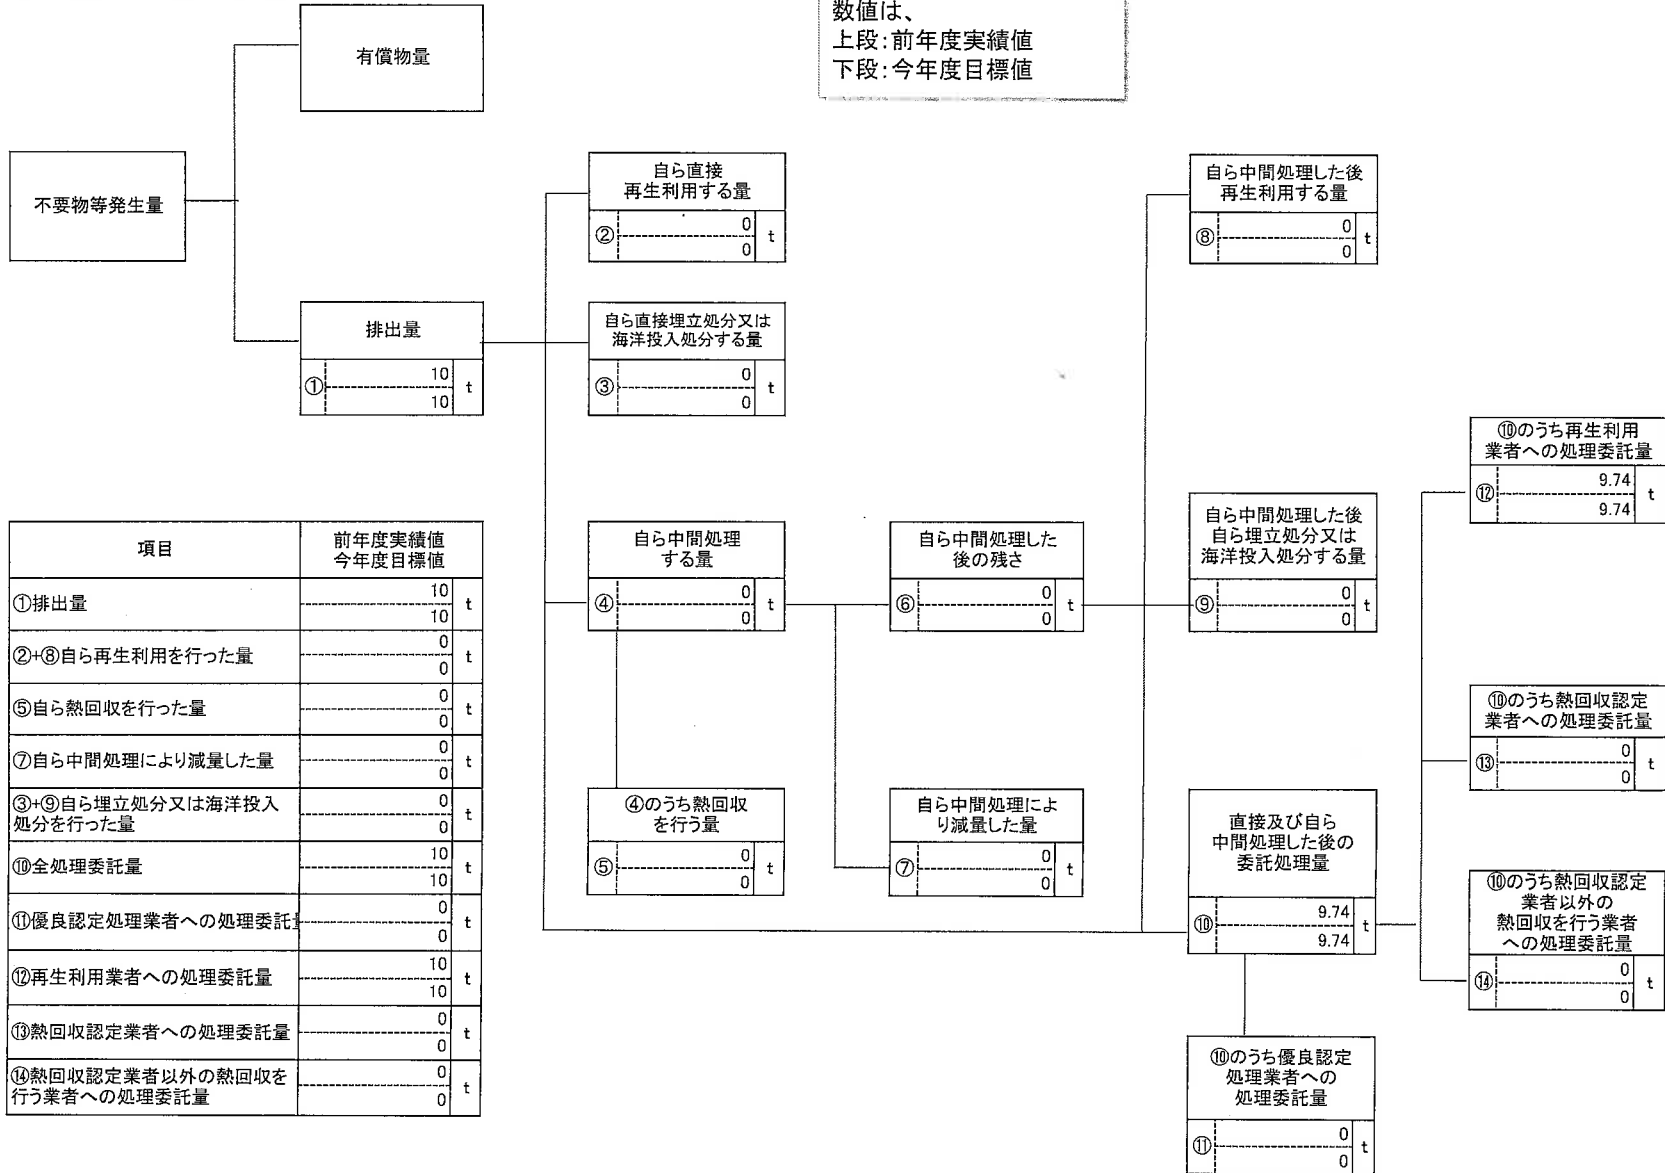 数値は、
上段:前年度実績値
下段:今年度目標値
有償物量
不要物等発生量
排出量
① 10 t
10
自ら直接
再生利用する量
② 0 t
0
自ら直接埋立処分又は
海洋投入処分する量
③ 0 t
0
自ら中間処理した後
再生利用する量
⑧ 0 t
0
自ら中間処理
する量
④ 0 t
0
自ら中間処理した
後の残さ
⑥ 0 t
0
自ら中間処理した後
自ら埋立処分又は
海洋投入処分する量
⑨ 0 t
0
④のうち熱回収
を行う量
⑤ 0 t
0
自ら中間処理によ
り減量した量
⑦ 0 t
0
直接及び自ら
中間処理した後の
委託処理量
⑩ 9.74 t
9.74
⑩のうち優良認定
処理業者への
処理委託量
⑪ 0 t
0
⑩のうち再生利用
業者への処理委託量
⑫ 9.74 t
9.74
⑩のうち熱回収認定
業者への処理委託量
⑬ 0 t
0
⑩のうち熱回収認定
業者以外の
熱回収を行う業者
への処理委託量
⑭ 0 t
0
項目 前年度実績値
今年度目標値
①排出量 10 t
10
②+⑧自ら再生利用を行った量 0 t
0
⑤自ら熱回収を行った量 0 t
0
⑦自ら中間処理により減量した量 0 t
0
③+⑨自ら埋立処分又は海洋投入
処分を行った量 0 t
0
⑩全処理委託量 10 t
10
⑪優良認定処理業者への処理委託 0 t
0
⑫再生利用業者への処理委託量 10 t
10
⑬熱回収認定業者への処理委託量 0 t
0
⑭熱回収認定業者以外の熱回収を
行う業者への処理委託量 0 t
0